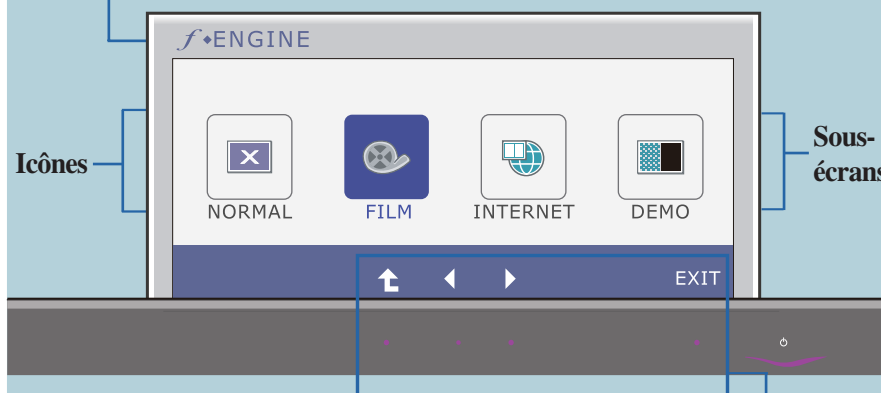 f ENGINE
Icônes
Sous-
écrans
NORMAL FILM INTERNET DEMO
EXIT